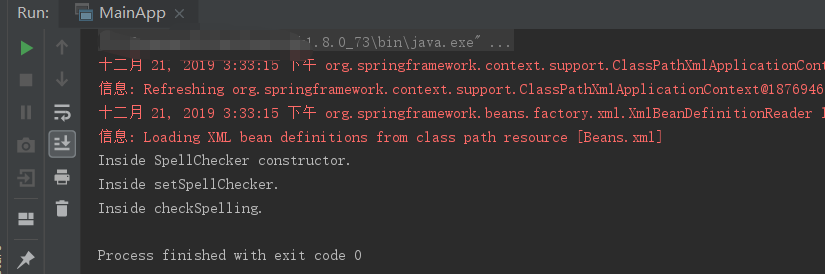 Run: MainApp
1.8.0_73\bin\java.exe" ...
十二月 21, 2019 3:33:15 下午 org.springframework.context.support.ClassPathXmlApplicationCont
信息: Refreshing org.springframework.context.support.ClassPathXmlApplicationContext@1876946
十二月 21, 2019 3:33:15 下午 org.springframework.beans.factory.xml.XmlBeanDefinitionReader l
信息: Loading XML bean definitions from class path resource [Beans.xml]
Inside SpellChecker constructor.
Inside setSpellChecker.
Inside checkSpelling.
Process finished with exit code 0